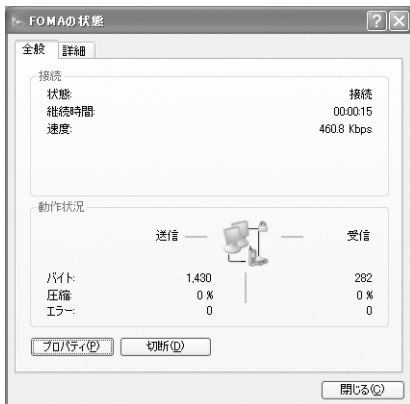 FOMAの状態
全般 詳細
接続
状態: 接続
継続時間: 00:00:15
速度: 460.8 Kbps
動作状況
送信 受信
バイト: 1,430 282
圧縮: 0 % 0 %
エラー: 0 0
プロパティ(P) 切断(D)
閉じる(C)